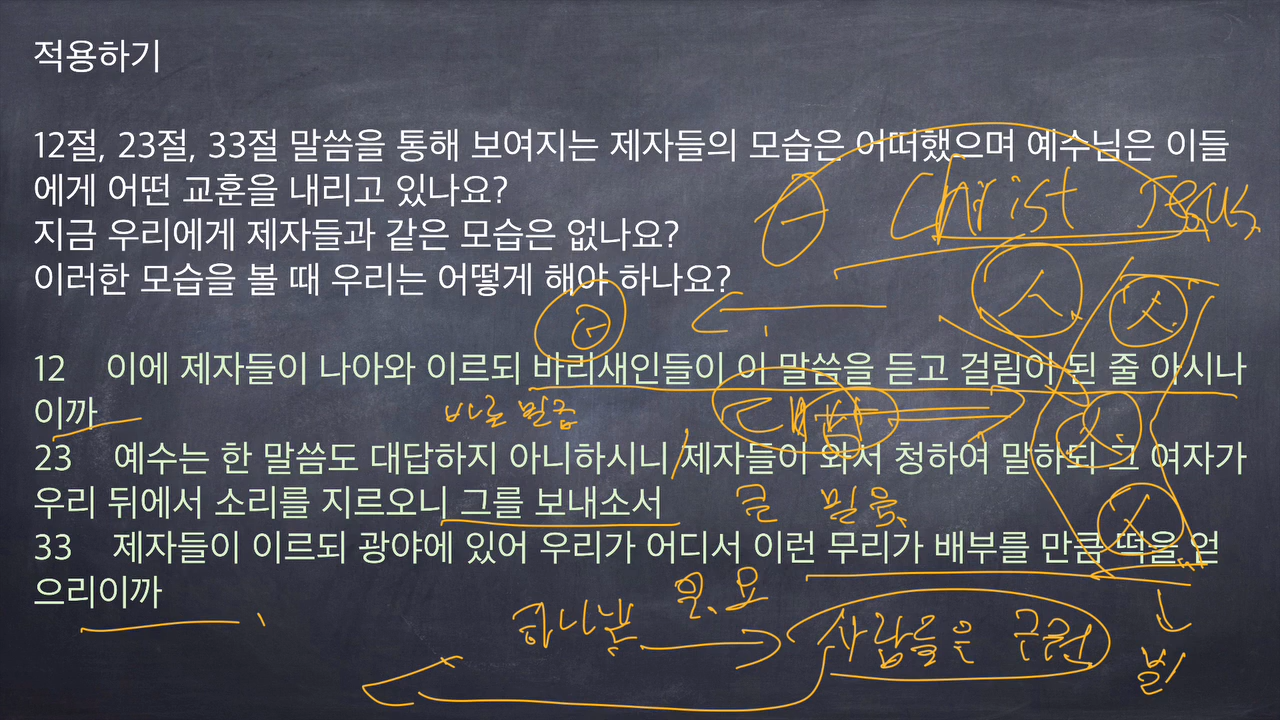 적용하기
12절, 23절, 33절 말씀을 통해 보여지는 제자들의 모습은 어떠했으며 예수님은 이들
에게 어떤 교훈을 내리고 있나요?
지금 우리에게 제자들과 같은 모습은 없나요?
Christ Jesus
이러한 모습을 볼 때 우리는 어떻게 해야 하나요?
12 이에 제자들이 나아와 이르되 바리새인들이 이 말씀을 듣고 걸림이 된 줄 아시나
이까
23 예수는 한 말씀도 대답하지 아니하시니 제자들이 와서 청하여 말하되 그 여자가
우리 뒤에서 소리를 지르오니 그를 보내소서
큰 믿음
33 제자들이 이르되 광야에 있어 우리가 어디서 이런 무리가 배부를 만큼 떡을 얻
으리이까
하나님
사람들은